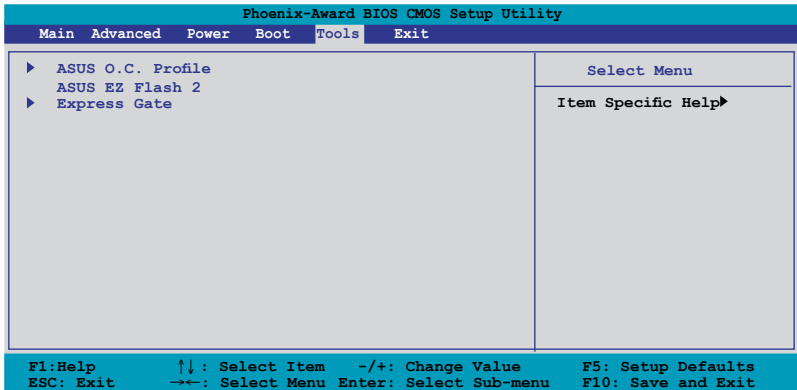 Phoenix-Award BIOS CMOS Setup Utility
Main Advanced Power Boot Tools Exit
ASUS O.C. Profile
ASUS EZ Flash 2
Express Gate
Select Menu
Item Specific Help
F1:Help ↑↓: Select Item -/+: Change Value F5: Setup Defaults
ESC: Exit →←: Select Menu Enter: Select Sub-menu F10: Save and Exit